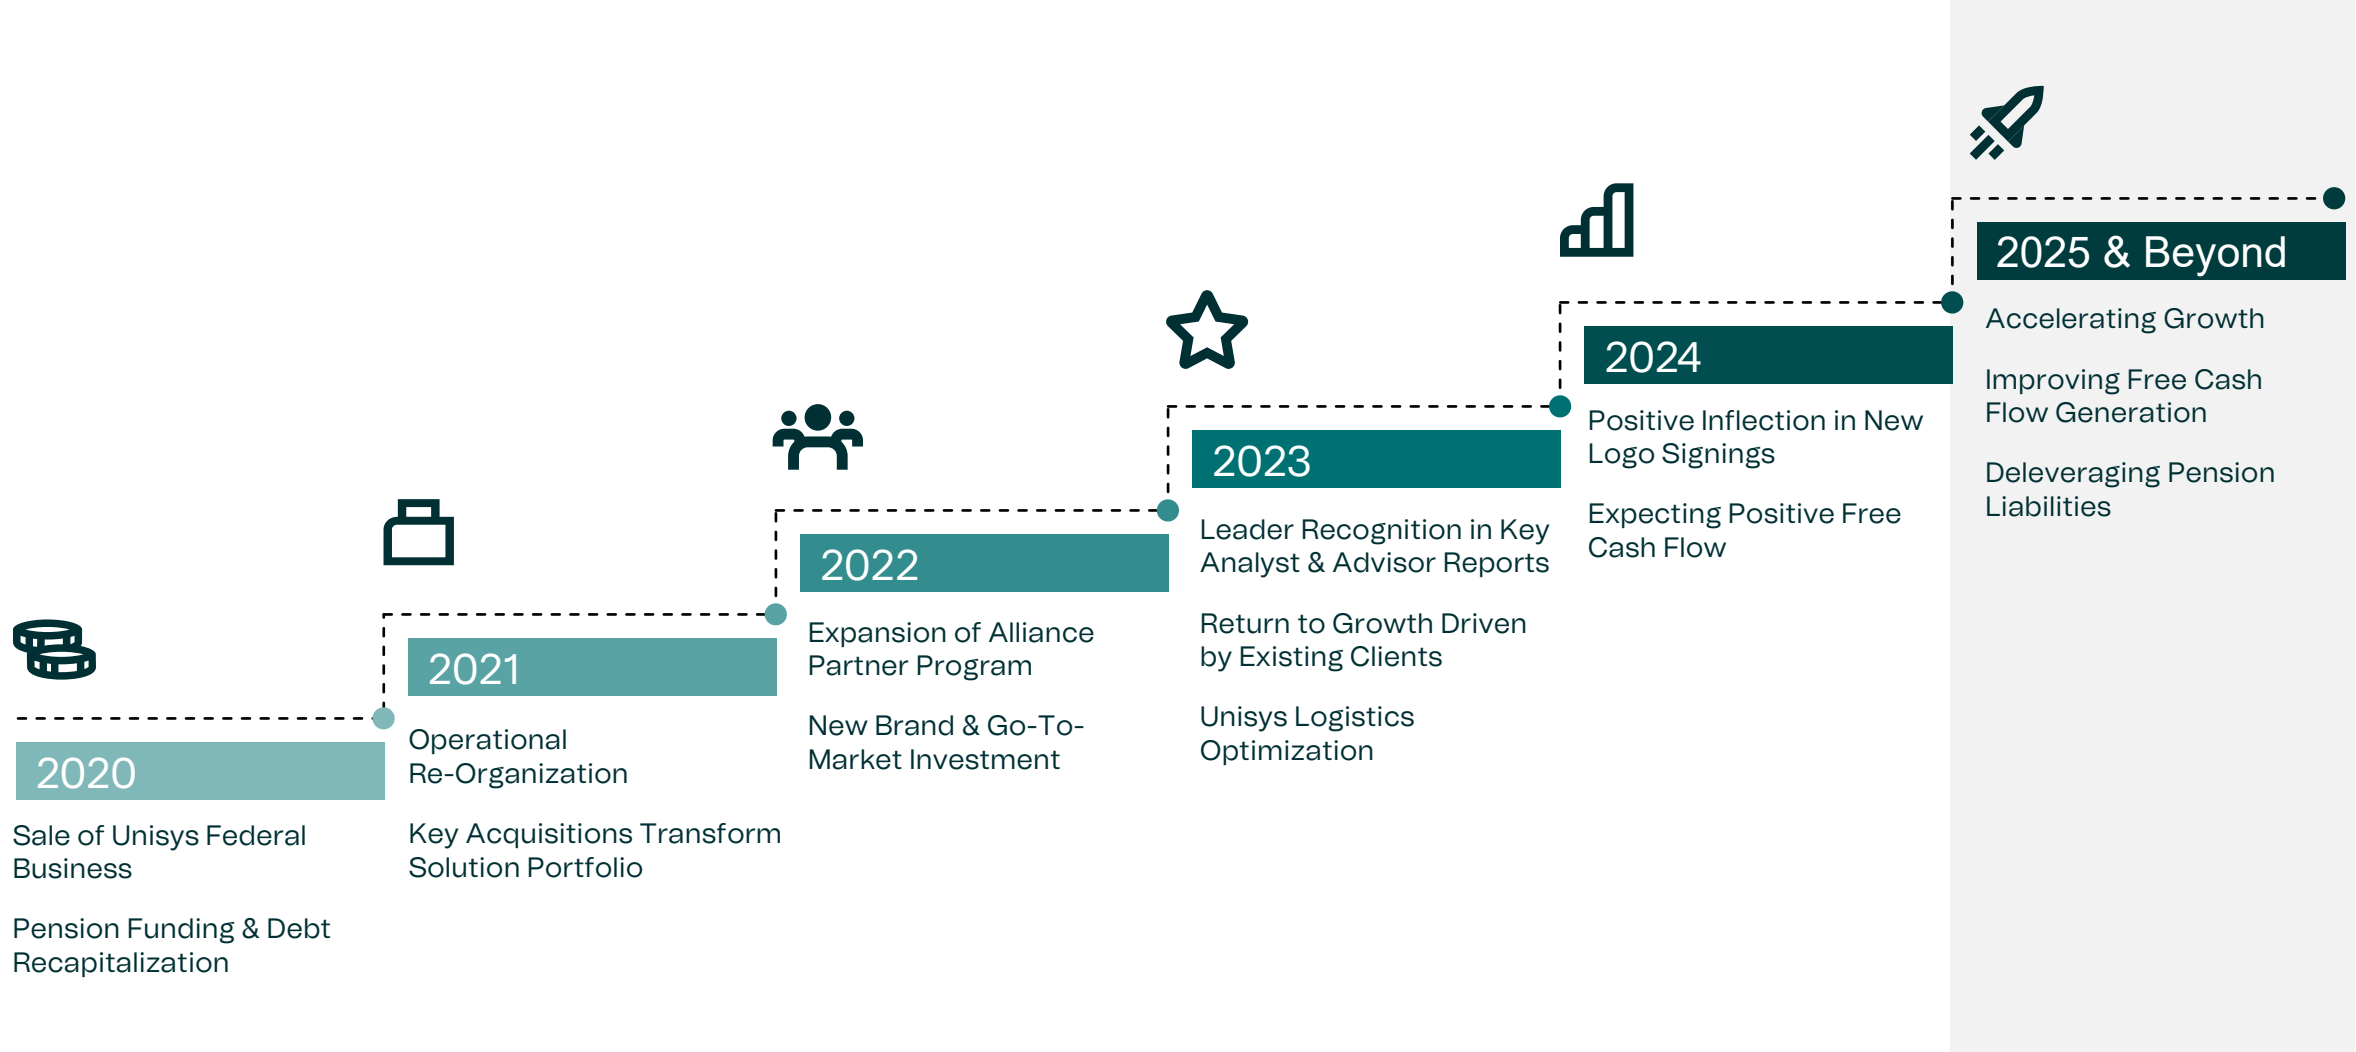 2020
Sale of Unisys Federal
Business
Pension Funding & Debt
Recapitalization
2021
Operational
Re-Organization
Key Acquisitions Transform
Solution Portfolio
2022
Expansion of Alliance
Partner Program
New Brand & Go-To-
Market Investment
2023
Leader Recognition in Key
Analyst & Advisor Reports
Return to Growth Driven
by Existing Clients
Unisys Logistics
Optimization
2024
Positive Inflection in New
Logo Signings
Expecting Positive Free
Cash Flow
2025 & Beyond
Accelerating Growth
Improving Free Cash
Flow Generation
Deleveraging Pension
Liabilities